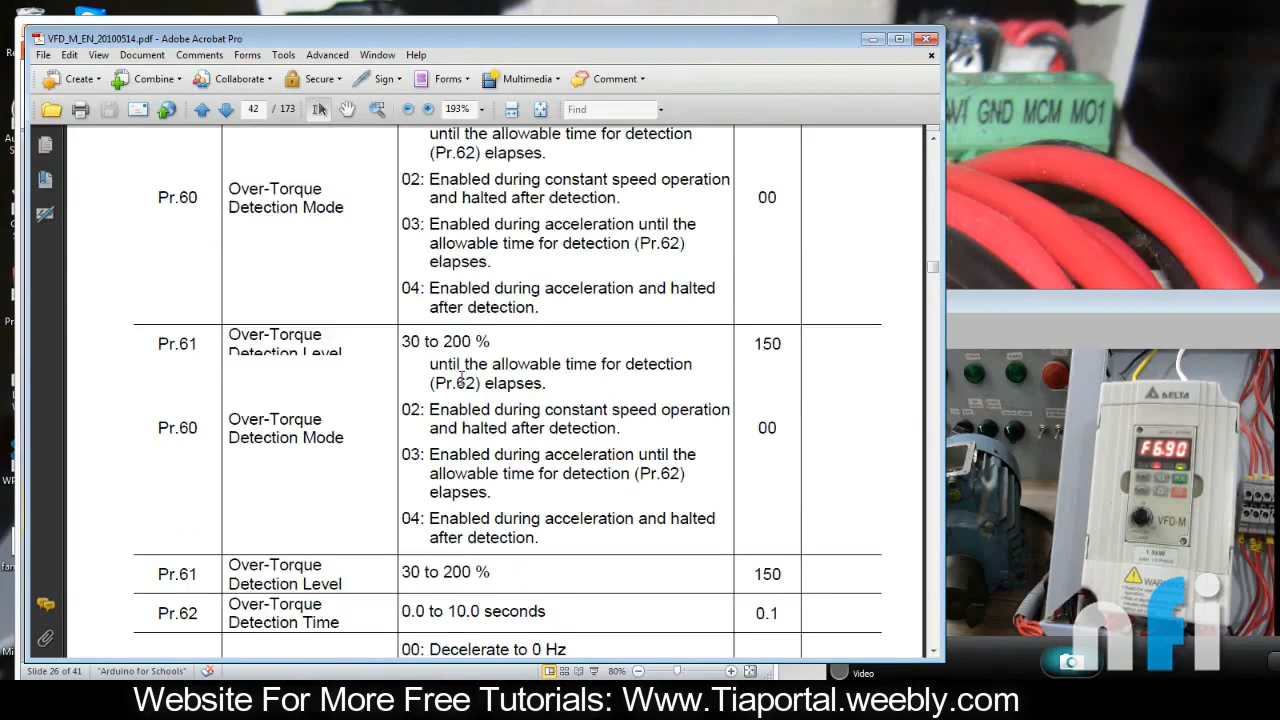 VFD_M_EN_20100514.pdf - Adobe Acrobat Pro
File Edit View Document Comments Forms Tools Advanced Window Help
Create Combine Collaborate Secure Sign Forms Multimedia Comment
42 / 173 193% Find
until the allowable time for detection
(Pr.62) elapses.
02: Enabled during constant speed operation
and halted after detection.
Pr.60 Over-Torque
Detection Mode
00
03: Enabled during acceleration until the
allowable time for detection (Pr.62)
elapses.
04: Enabled during acceleration and halted
after detection.
Pr.61 Over-Torque
Detection Level
30 to 200 % 150
until the allowable time for detection
(Pr.62) elapses.
02: Enabled during constant speed operation
and halted after detection.
Pr.60 Over-Torque
Detection Mode
00
03: Enabled during acceleration until the
allowable time for detection (Pr.62)
elapses.
04: Enabled during acceleration and halted
after detection.
Pr.61 Over-Torque
Detection Level
30 to 200 % 150
Pr.62 Over-Torque
Detection Time
0.0 to 10.0 seconds 0.1
00: Decelerate to 0 Hz
Slide 26 of 41 "Arduino for Schools" 80%
AVI GND MCM MO1
DELTA
F6.90
VFD-M
1.5kW
WARN
nfi
Video
Website For More Free Tutorials: Www.Tiaportal.weebly.com